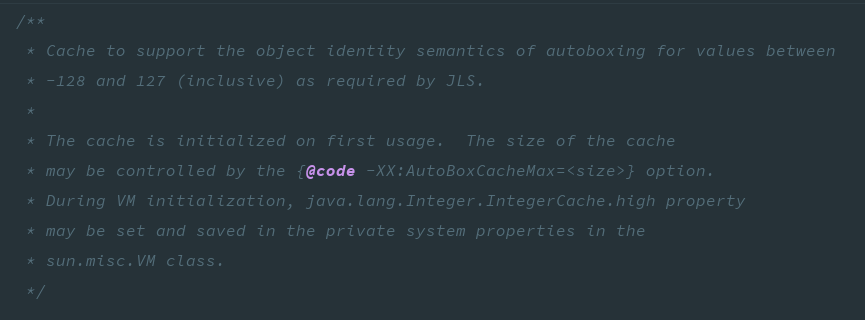 /**
 * Cache to support the object identity semantics of autoboxing for values between
 * -128 and 127 (inclusive) as required by JLS.
 *
 * The cache is initialized on first usage.  The size of the cache
 * may be controlled by the {@code -XX:AutoBoxCacheMax=<size>} option.
 * During VM initialization, java.lang.Integer.IntegerCache.high property
 * may be set and saved in the private system properties in the
 * sun.misc.VM class.
 */